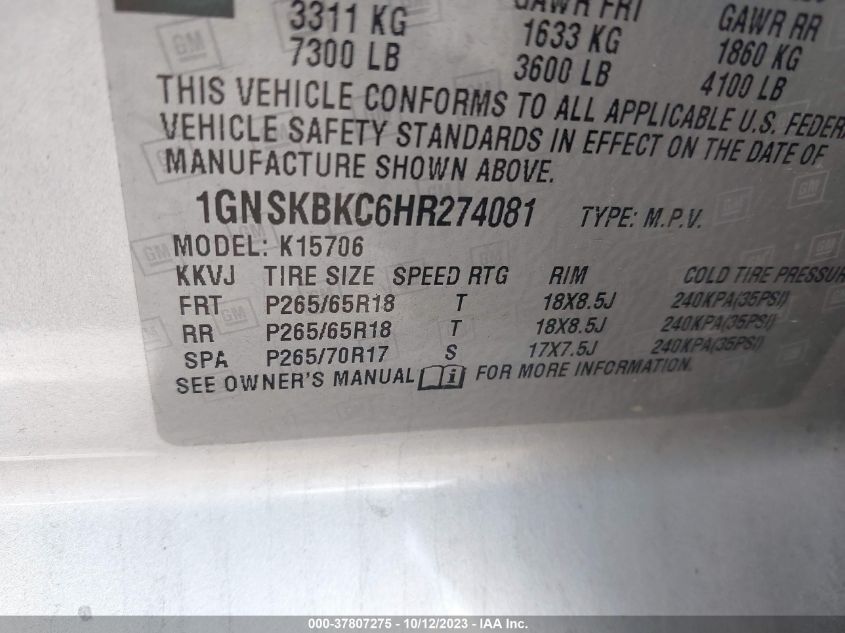 3311 KG GAWR FRT GAWR RR
7300 LB 1633 KG 1860 KG
3600 LB 4100 LB
THIS VEHICLE CONFORMS TO ALL APPLICABLE U.S. FEDERA
VEHICLE SAFETY STANDARDS IN EFFECT ON THE DATE OF
MANUFACTURE SHOWN ABOVE.
1GNSKBKC6HR274081 TYPE: M.P.V.
MODEL: K15706
KKVJ TIRE SIZE SPEED RTG RIM COLD TIRE PRESSUR
FRT P265/65R18 T 18X8.5J 240KPA(35PSI)
RR P265/65R18 T 18X8.5J 240KPA(35PSI)
SPA P265/70R17 S 17X7.5J 240KPA(35PSI)
SEE OWNER'S MANUAL i FOR MORE INFORMATION.
000-37807275 - 10/12/2023 - IAA Inc.